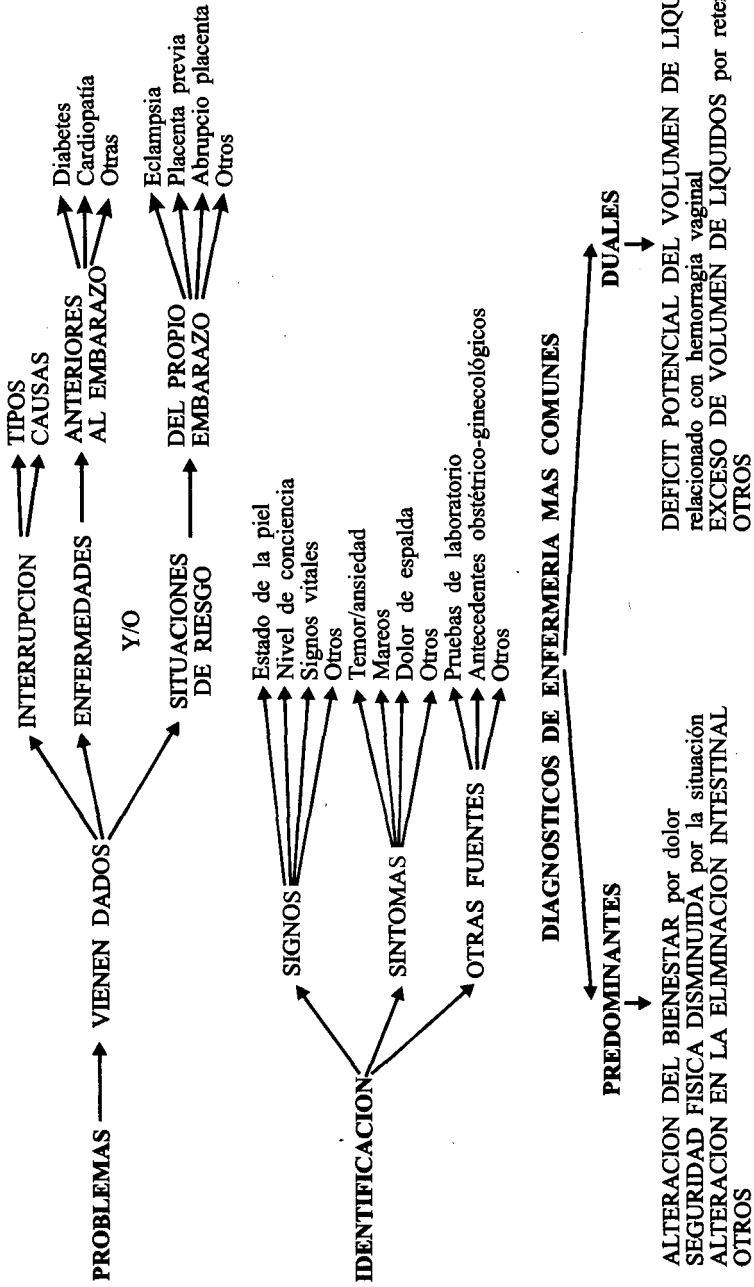 PROBLEMAS
VIENEN DADOS
INTERRUPCION
TIPOS
CAUSAS
ENFERMEDADES
ANTERIORES
AL EMBARAZO
Diabetes
Cardiopatía
Otras
Y/O
SITUACIONES
DE RIESGO
DEL PROPIO
EMBARAZO
Eclampsia
Placenta previa
Abrupcio placenta
Otros
IDENTIFICACION
SIGNOS
Estado de la piel
Nivel de conciencia
Signos vitales
Otros
SINTOMAS
Temor/ansiedad
Mareos
Dolor de espalda
Otros
OTRAS FUENTES
Pruebas de laboratorio
Antecedentes obstétrico-ginecológicos
Otros
DIAGNOSTICOS DE ENFERMERIA MAS COMUNES
PREDOMINANTES
ALTERACION DEL BIENESTAR por dolor
SEGURIDAD FISICA DISMINUIDA por la situación
ALTERACION EN LA ELIMINACION INTESTINAL
OTROS
DUALES
DEFICIT POTENCIAL DEL VOLUMEN DE
relacionado con hemorragia vaginal
EXCESO DE VOLUMEN DE LIQUIDOS por
OTROS